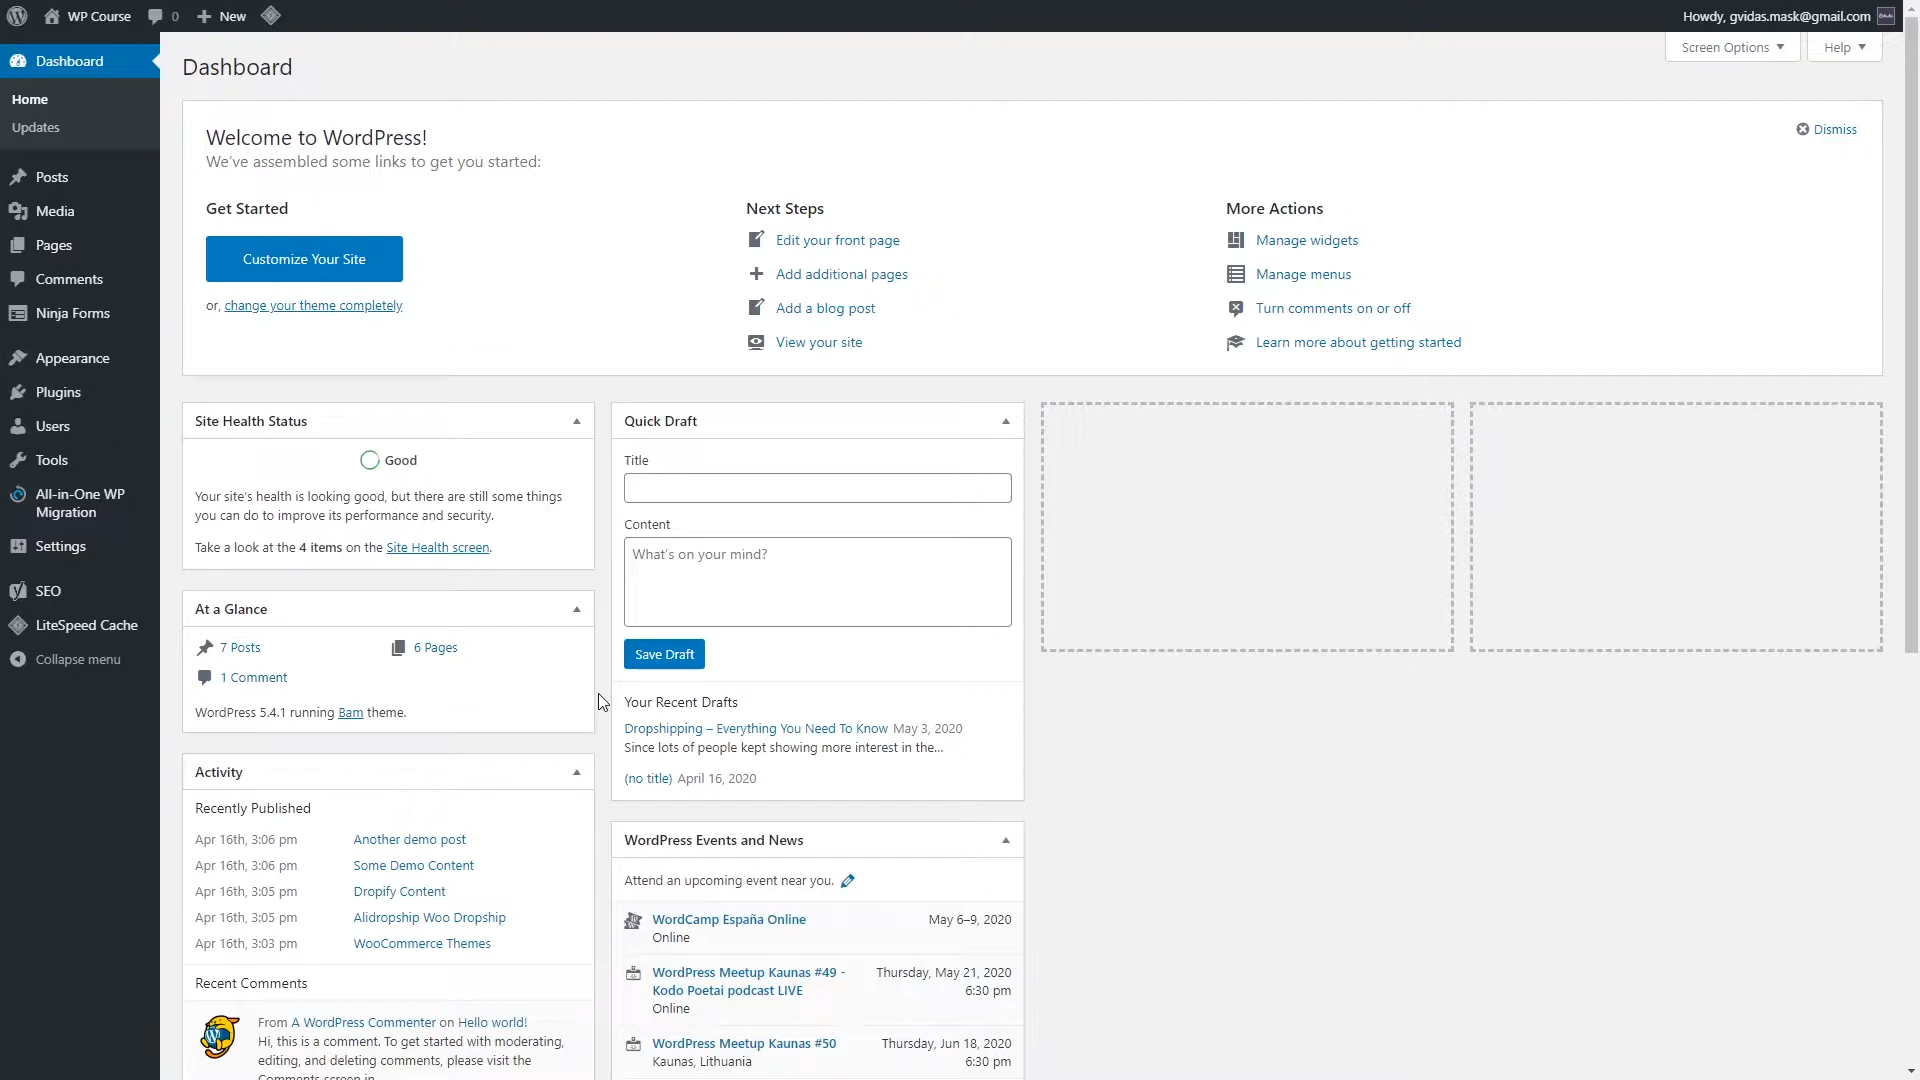 WP Course 0 New Howdy, gvidas.mask@gmail.com
Screen Options Help
Dashboard
Home
Updates
Posts
Media
Pages
Comments
Ninja Forms
Appearance
Plugins
Users
Tools
All-in-One WP
Migration
Settings
SEO
LiteSpeed Cache
Collapse menu
Dashboard
Welcome to WordPress!
We've assembled some links to get you started:
Dismiss
Get Started
Customize Your Site
or, change your theme completely
Next Steps
Edit your front page
Add additional pages
Add a blog post
View your site
More Actions
Manage widgets
Manage menus
Turn comments on or off
Learn more about getting started
Site Health Status
Good
Your site's health is looking good, but there are still some things
you can do to improve its performance and security.
Take a look at the 4 items on the Site Health screen.
At a Glance
7 Posts 6 Pages
1 Comment
WordPress 5.4.1 running Bam theme.
Activity
Recently Published
Apr 16th, 3:06 pm Another demo post
Apr 16th, 3:06 pm Some Demo Content
Apr 16th, 3:05 pm Dropify Content
Apr 16th, 3:05 pm Alidropship Woo Dropship
Apr 16th, 3:03 pm WooCommerce Themes
Recent Comments
From A WordPress Commenter on Hello world!
Hi, this is a comment. To get started with moderating,
editing, and deleting comments, please visit the
Comments screen in
Quick Draft
Title
Content
What's on your mind?
Save Draft
Your Recent Drafts
Dropshipping – Everything You Need To Know May 3, 2020
Since lots of people kept showing more interest in the…
(no title) April 16, 2020
WordPress Events and News
Attend an upcoming event near you.
WordCamp España Online May 6–9, 2020
Online
WordPress Meetup Kaunas #49 - Thursday, May 21, 2020
Kodo Poetai podcast LIVE 6:30 pm
Online
WordPress Meetup Kaunas #50 Thursday, Jun 18, 2020
Kaunas, Lithuania 6:30 pm